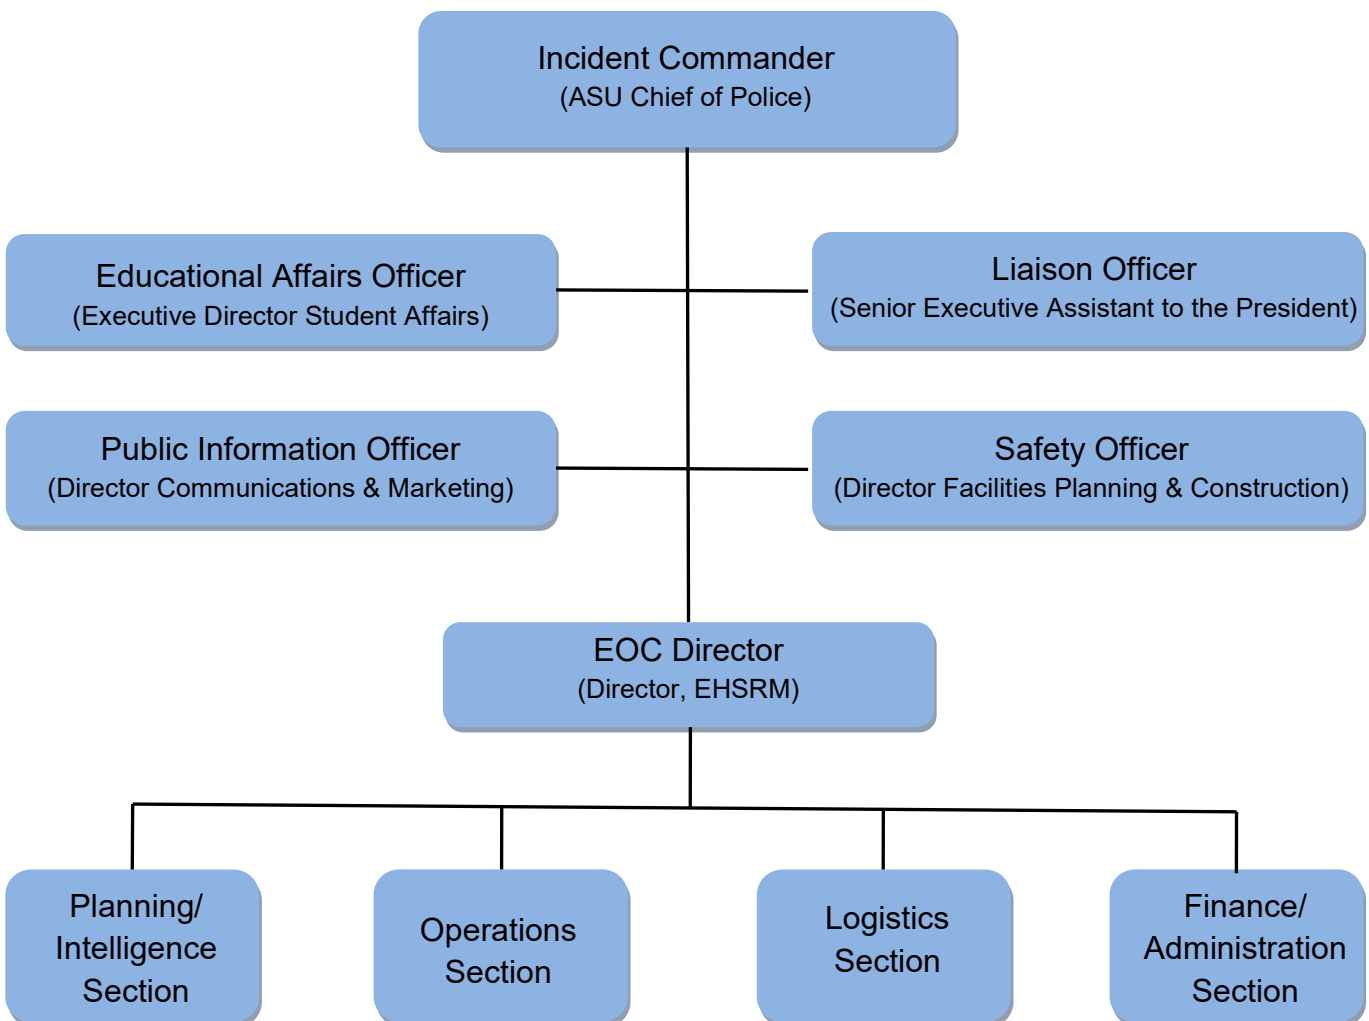 Incident Commander
(ASU Chief of Police)
Educational Affairs Officer
(Executive Director Student Affairs)
Liaison Officer
(Senior Executive Assistant to the President)
Public Information Officer
(Director Communications & Marketing)
Safety Officer
(Director Facilities Planning & Construction)
EOC Director
(Director, EHSRM)
Planning/
Intelligence
Section
Operations
Section
Logistics
Section
Finance/
Administration
Section